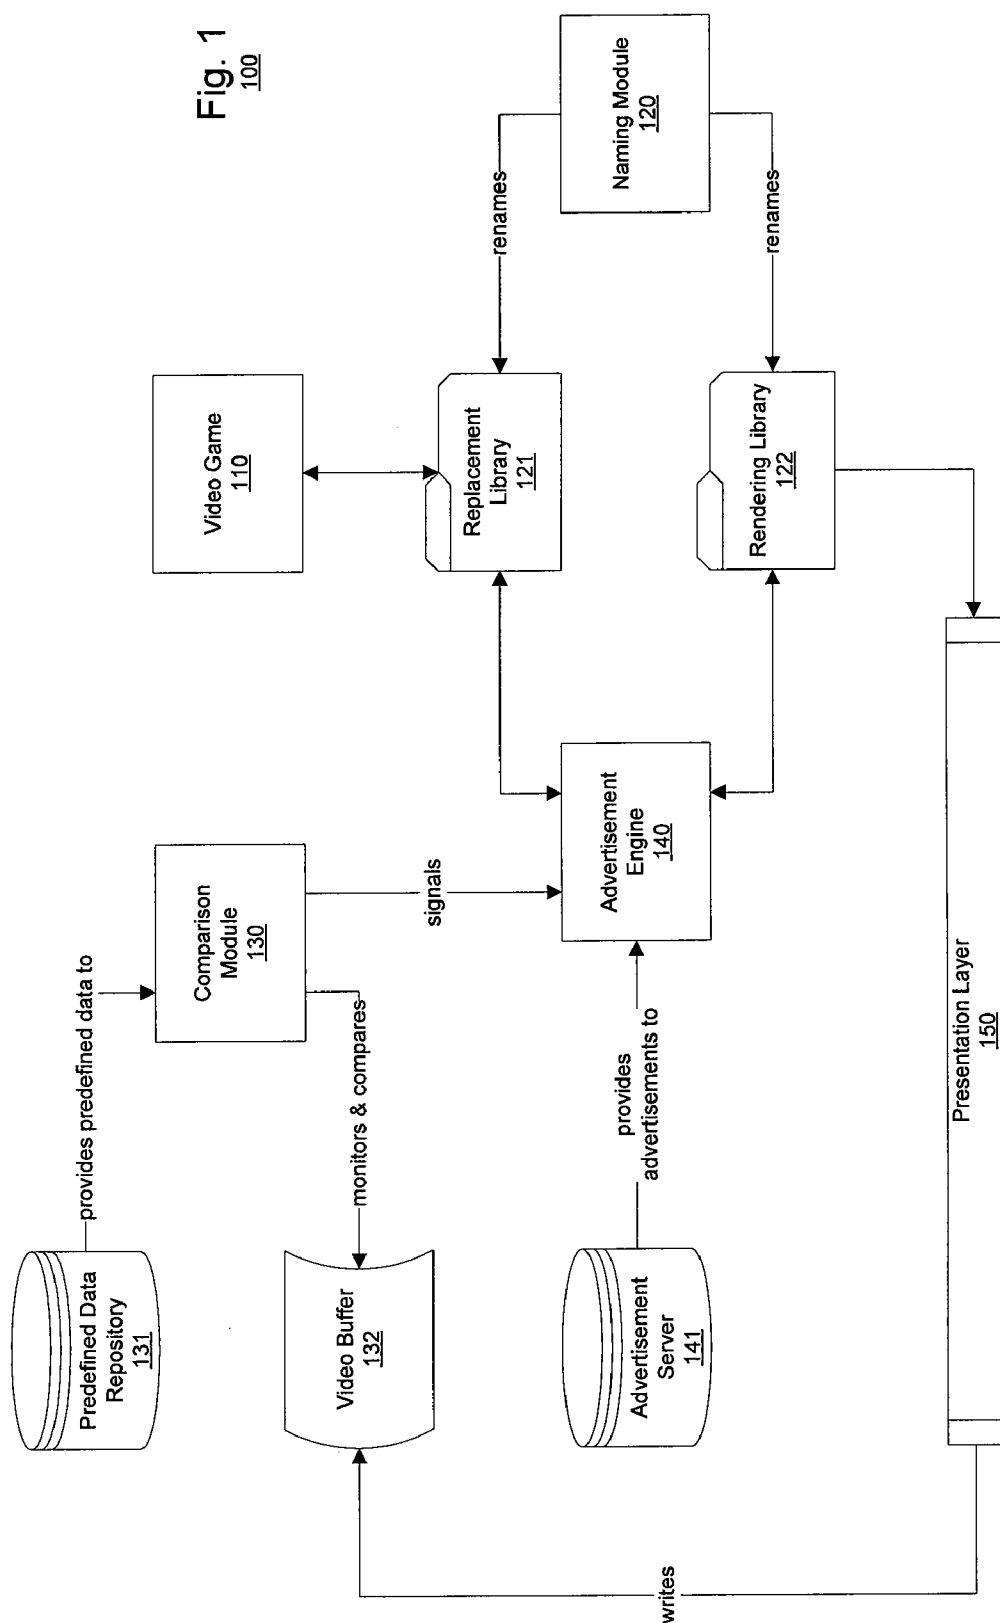 Fig. 1
100
Predefined Data
Repository
131
provides predefined data to
Comparison
Module
130
Video Game
110
Video Buffer
132
monitors & compares
signals
Replacement
Library
121
renames
Naming Module
120
Advertisement
Server
141
provides
advertisements to
Advertisement
Engine
140
Rendering Library
122
renames
writes
Presentation Layer
150